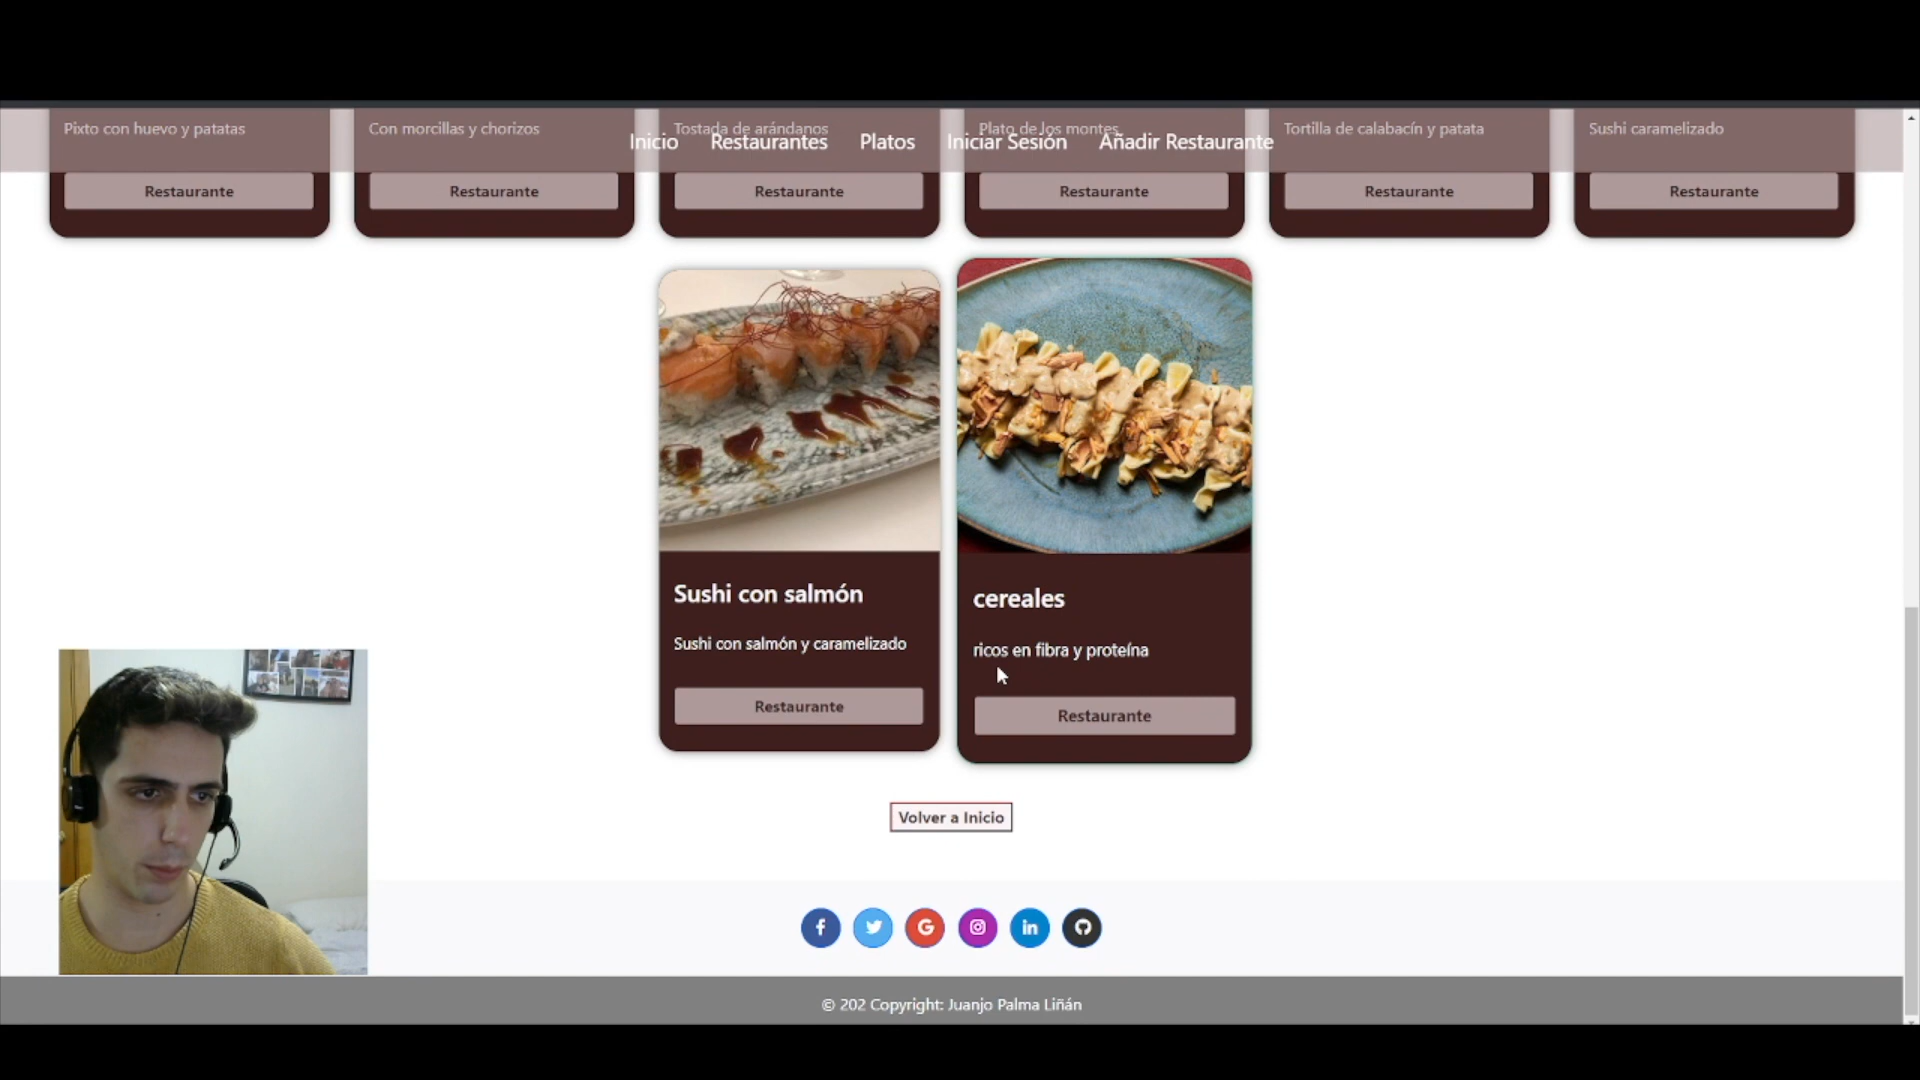 Pixto con huevo y patatas
Con morcillas y chorizos
Tostada de arándanos
Plato de los montes
Tortilla de calabacín y patata
Sushi caramelizado
Inicio
Restaurantes
Platos
Iniciar Sesión
Añadir Restaurante
Restaurante
Restaurante
Restaurante
Restaurante
Restaurante
Restaurante
Sushi con salmón
Sushi con salmón y caramelizado
Restaurante
cereales
ricos en fibra y proteína
Restaurante
Volver a Inicio
© 202 Copyright: Juanjo Palma Liñán